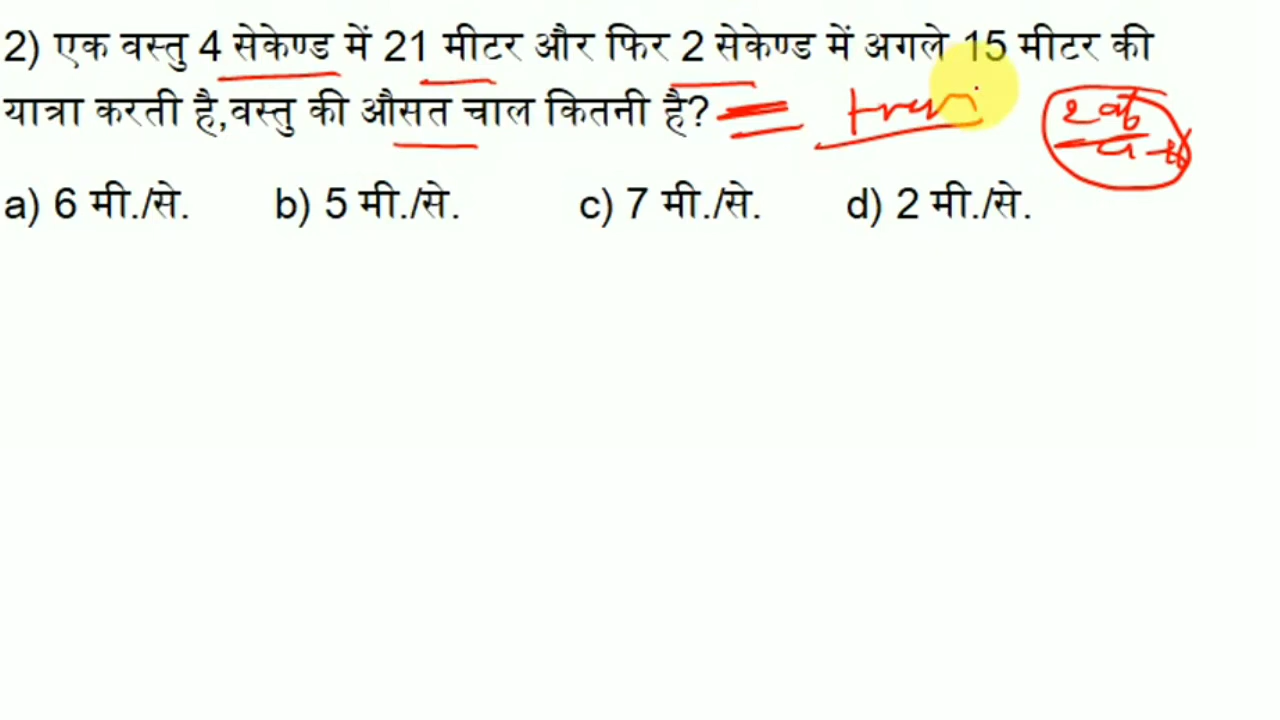 2) एक वस्तु 4 सेकेण्ड में 21 मीटर और फिर 2 सेकेण्ड में अगले 15 मीटर की
यात्रा करती है,वस्तु की औसत चाल कितनी है?
a) 6 मी./से. b) 5 मी./से. c) 7 मी./से. d) 2 मी./से.